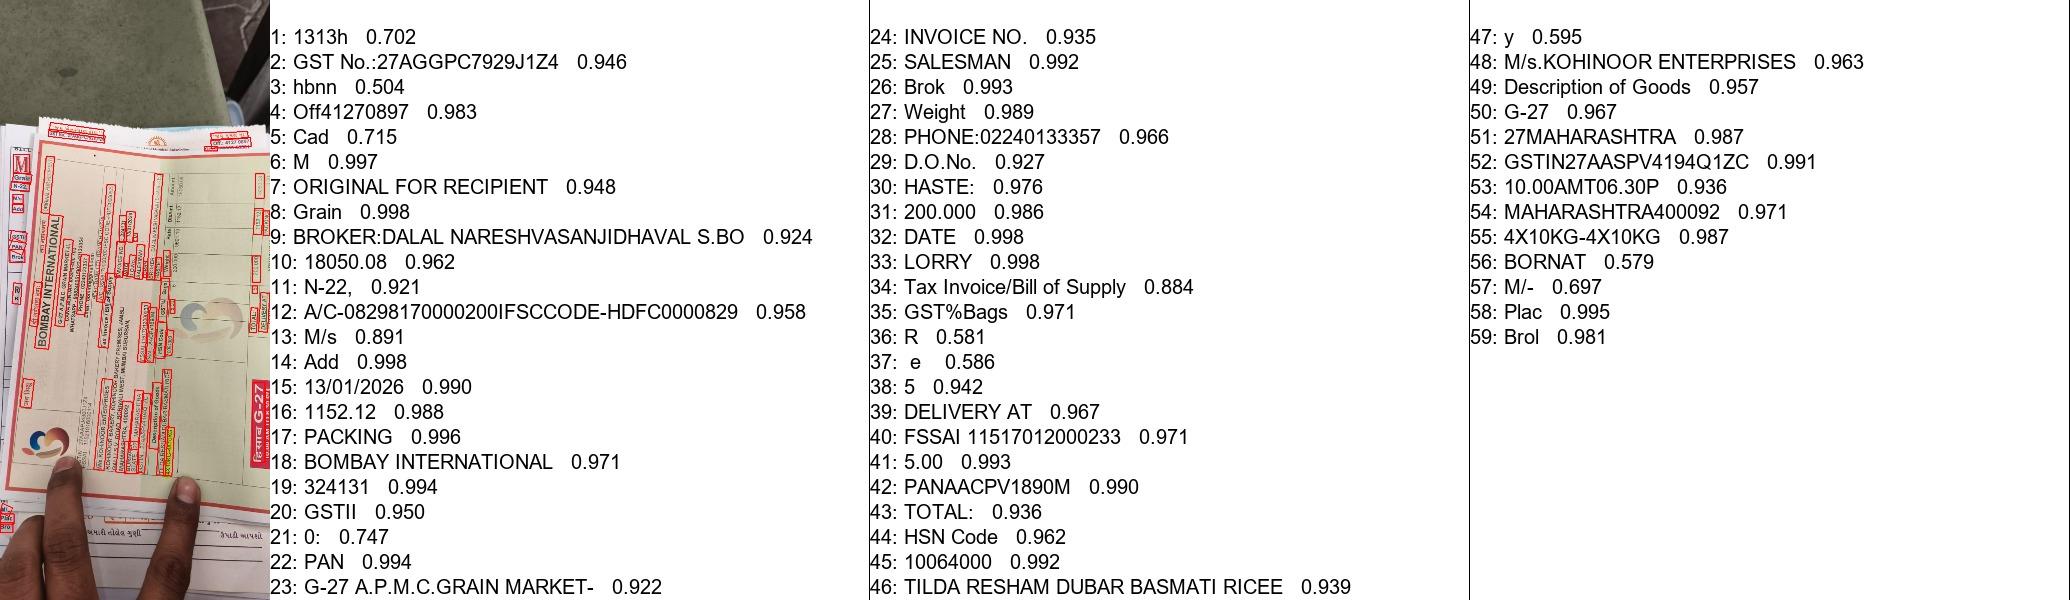 1: 1313h 0.702
2: GST No.:27AGGPC7929J1Z4 0.946
3: hbnn 0.504
4: Off41270897 0.983
5: Cad 0.715
6: M 0.997
7: ORIGINAL FOR RECIPIENT 0.948
8: Grain 0.998
9: BROKER:DALAL NARESHVASANJIDHAVAL S.BO 0.924
10: 18050.08 0.962
11: N-22, 0.921
12: A/C-08298170000200IFSCCODE-HDFC0000829 0.958
13: M/s 0.891
14: Add 0.998
15: 13/01/2026 0.990
16: 1152.12 0.988
17: PACKING 0.996
18: BOMBAY INTERNATIONAL 0.971
19: 324131 0.994
20: GSTII 0.950
21: 0: 0.747
22: PAN 0.994
23: G-27 A.P.M.C.GRAIN MARKET- 0.922
24: INVOICE NO. 0.935
25: SALESMAN 0.992
26: Brok 0.993
27: Weight 0.989
28: PHONE:02240133357 0.966
29: D.O.No. 0.927
30: HASTE: 0.976
31: 200.000 0.986
32: DATE 0.998
33: LORRY 0.998
34: Tax Invoice/Bill of Supply 0.884
35: GST%Bags 0.971
36: R 0.581
37: e 0.586
38: 5 0.942
39: DELIVERY AT 0.967
40: FSSAI 11517012000233 0.971
41: 5.00 0.993
42: PANAACPV1890M 0.990
43: TOTAL: 0.936
44: HSN Code 0.962
45: 10064000 0.992
46: TILDA RESHAM DUBAR BASMATI RICEE 0.939
47: y 0.595
48: M/s.KOHINOOR ENTERPRISES 0.963
49: Description of Goods 0.957
50: G-27 0.967
51: 27MAHARASHTRA 0.987
52: GSTIN27AASPV4194Q1ZC 0.991
53: 10.00AMT06.30P 0.936
54: MAHARASHTRA400092 0.971
55: 4X10KG-4X10KG 0.987
56: BORNAT 0.579
57: M/- 0.697
58: Plac 0.995
59: Brol 0.981
BOMBAY INTERNATIONAL
हिसाब G-27